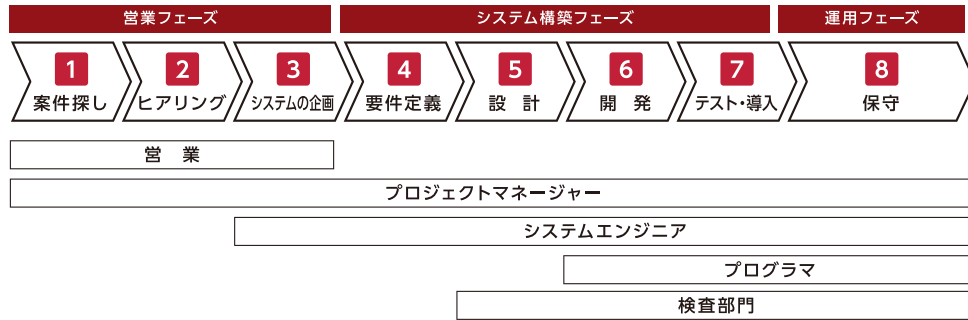 営業フェーズ
システム構築フェーズ
運用フェーズ
1
案件探し
2
ヒアリング
3
システムの企画
4
要件定義
5
設 計
6
開 発
7
テスト・導入
8
保守
営 業
プロジェクトマネージャー
システムエンジニア
プログラマ
検査部門